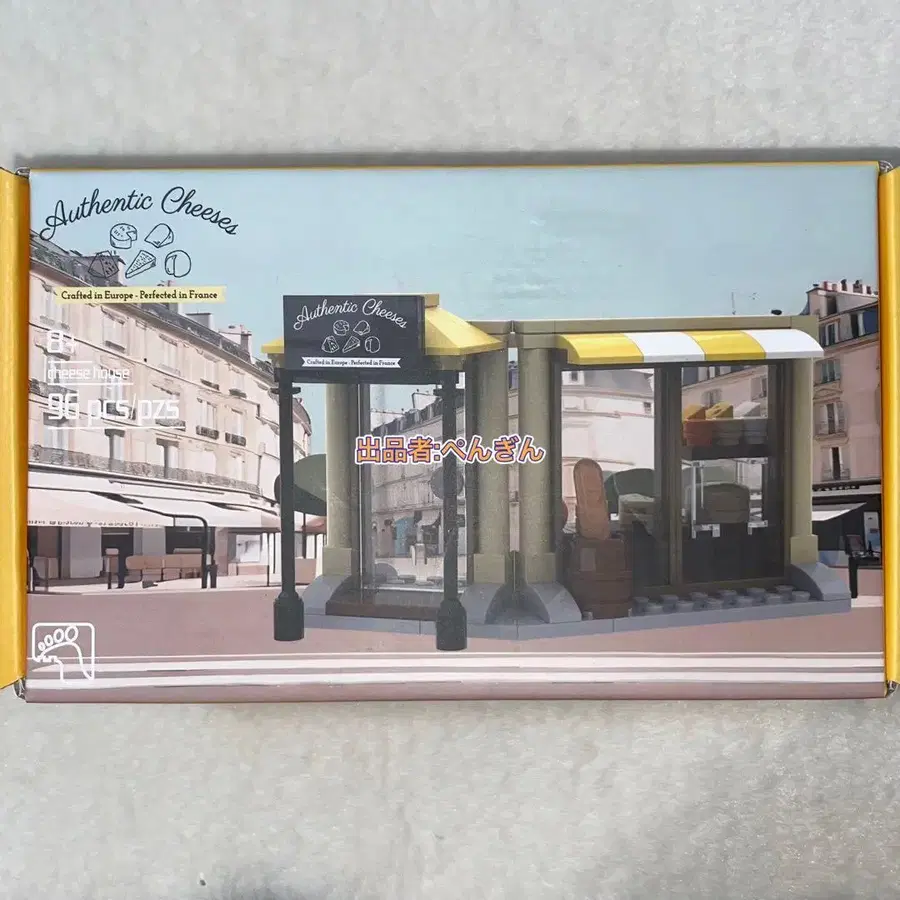 Authentic Cheeses
Crafted in Europe - Perfected in France
8+
cheese house
96 pcs/pzs
Authentic Cheeses
Crafted in Europe - Perfected in France
出品者:ぺんぎん